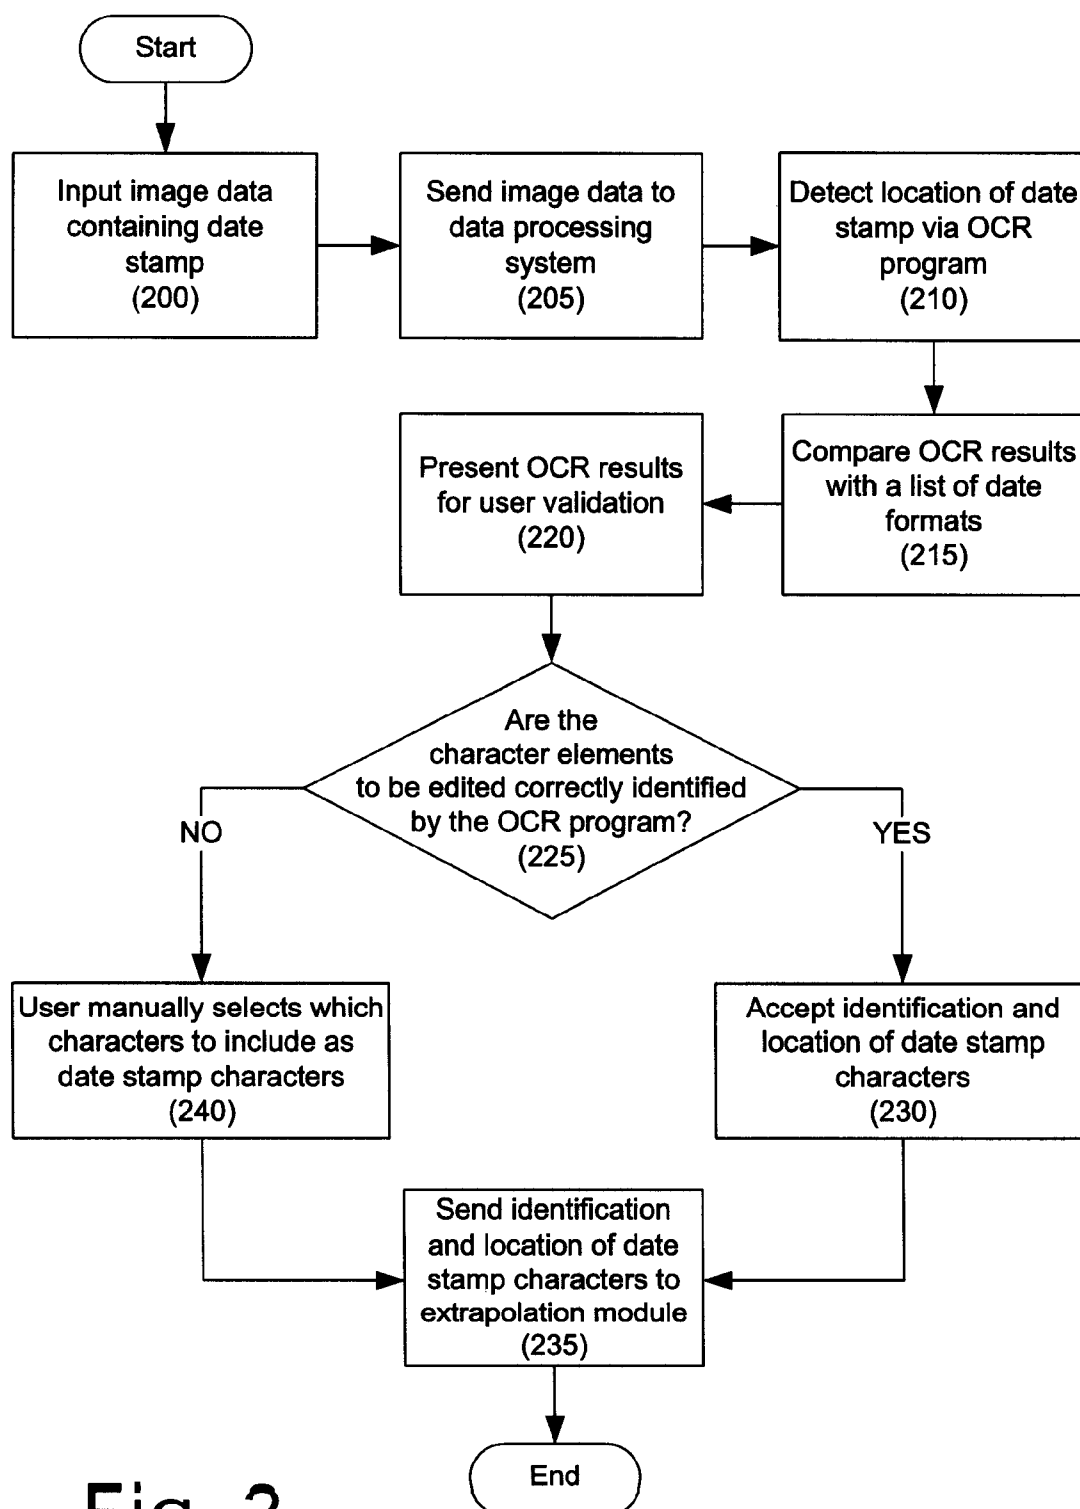 Start
Input image data
containing date
stamp
(200)
Send image data to
data processing
system
(205)
Detect location of date
stamp via OCR
program
(210)
Compare OCR results
with a list of date
formats
(215)
Present OCR results
for user validation
(220)
Are the
character elements
to be edited correctly identified
by the OCR program?
(225)
NO
YES
User manually selects which
characters to include as
date stamp characters
(240)
Accept identification and
location of date stamp
characters
(230)
Send identification
and location of date
stamp characters to
extrapolation module
(235)
End
Fig. 2